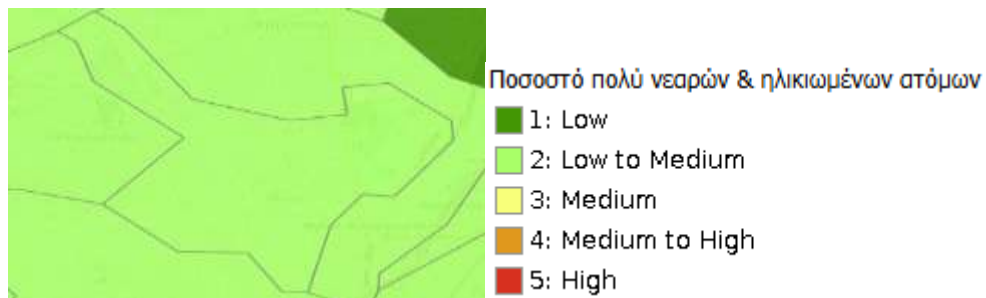 Ποσοστό πολύ νεαρών & ηλικιωμένων ατόμων
1: Low
2: Low to Medium
3: Medium
4: Medium to High
5: High